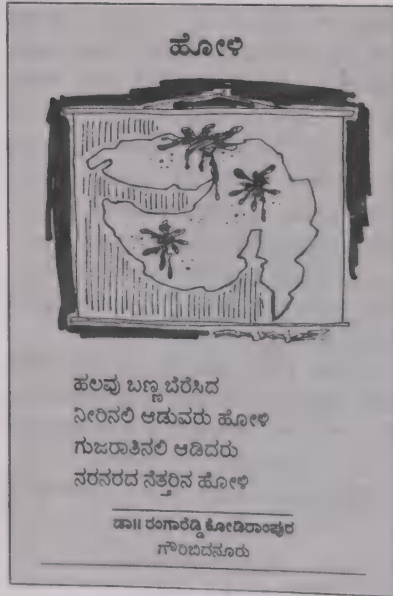 ಹೋಳಿ
ಹಲವು ಬಣ್ಣ ಬೆರೆಸಿದ
ನೀರಿನಲಿ ಆಡುವರು ಹೋಳಿ
ಗುಜರಾತಿನಲಿ ಆಡಿದರು
ನರನರದ ನೆತ್ತರಿನ ಹೋಳಿ
ಡಾ॥ ರಂಗಾರೆಡ್ಡಿ ಕೋಡಿರಾಂಪುರ
ಗೌರಿಬಿದನೂರು